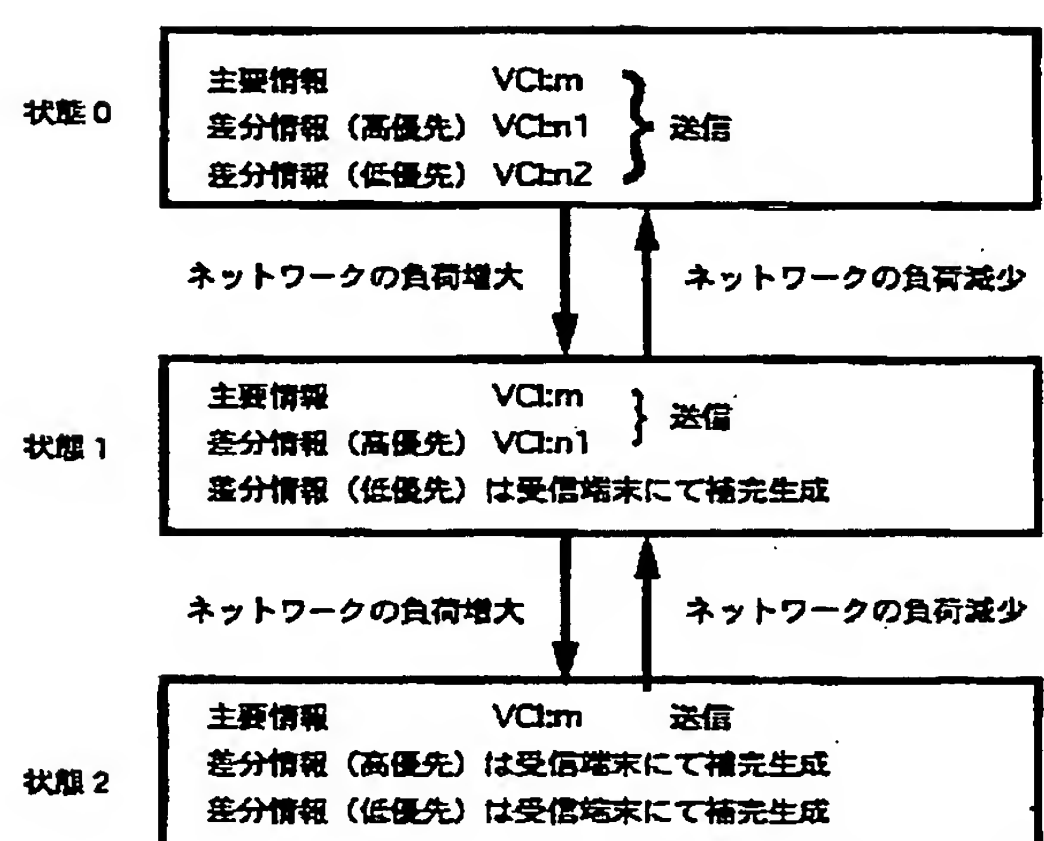 状態0
主要情報 VCI:m
差分情報（高優先） VCI:n1
差分情報（低優先） VCI:n2
送信
ネットワークの負荷増大
ネットワークの負荷減少
状態1
主要情報 VCI:m
差分情報（高優先） VCI:n1
送信
差分情報（低優先）は受信端末にて補完生成
ネットワークの負荷増大
ネットワークの負荷減少
状態2
主要情報 VCI:m 送信
差分情報（高優先）は受信端末にて補完生成
差分情報（低優先）は受信端末にて補完生成